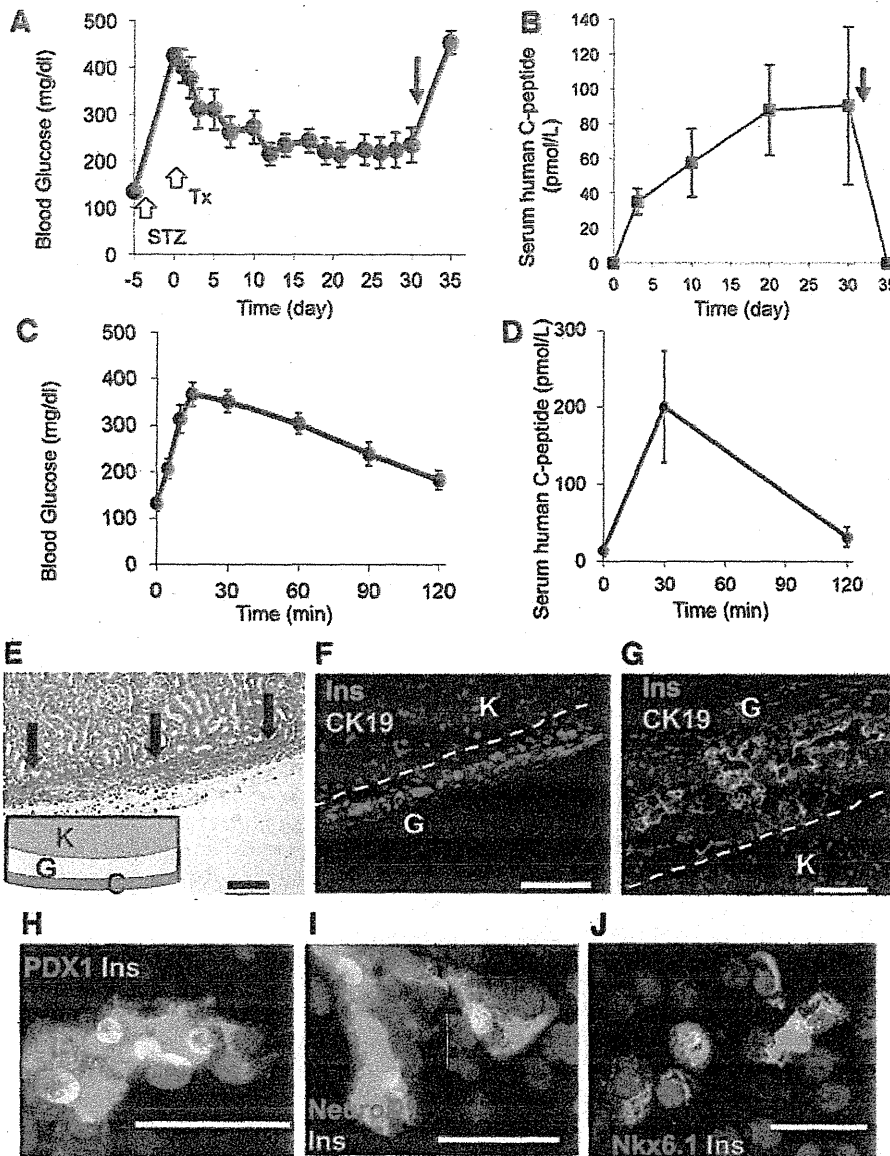 A
Blood Glucose (mg/dl)
500
400
300
200
100
0
STZ
Tx
-5 0 5 10 15 20 25 30 35
Time (day)
B
Serum human C-peptide
(pmol/L)
140
120
100
80
60
40
20
0
0 5 10 15 20 25 30 35
Time (day)
C
Blood Glucose (mg/dl)
500
400
300
200
100
0
0 30 60 90 120
Time (min)
D
Serum human C-peptide (pmol/L)
300
200
100
0
0 30 60 90 120
Time (min)
E
K
G
C
F
Ins
CK19
K
G
G
Ins
CK19
G
K
H
PDX1 Ins
I
Ins
J
Nkx6.1 Ins